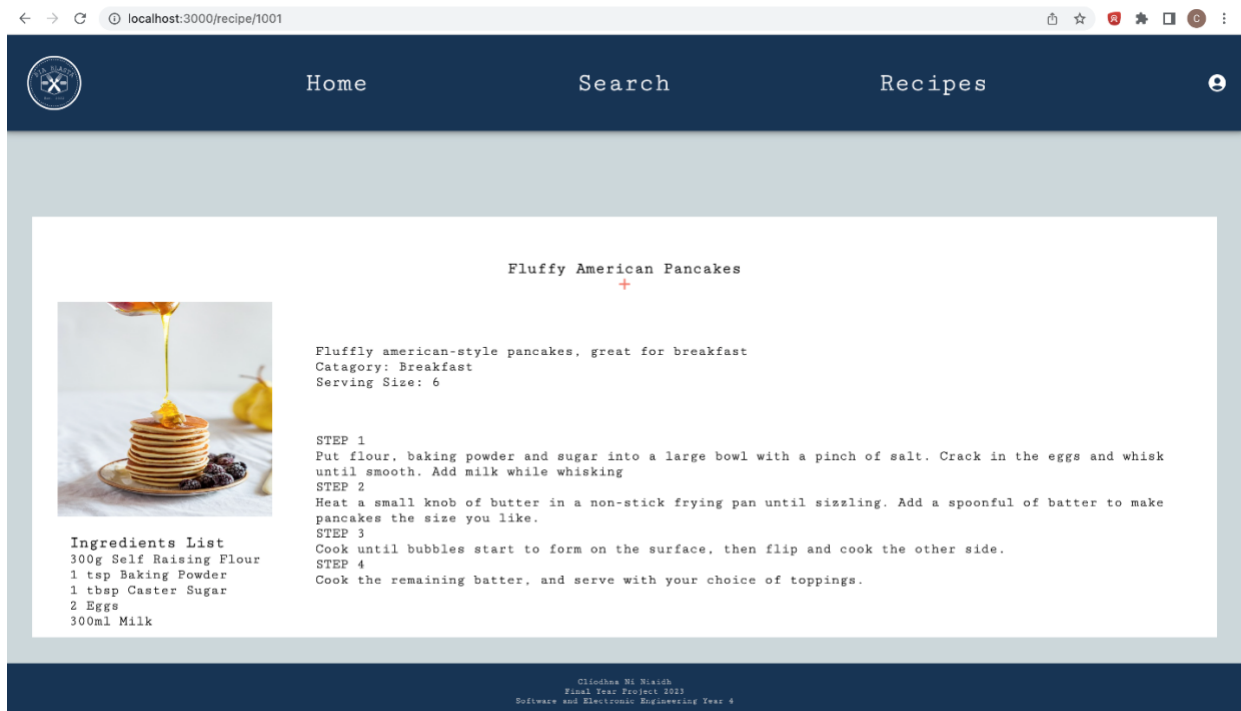 localhost:3000/recipe/1001
C
Home
Search
Recipes
Fluffy American Pancakes
Fluffly american-style pancakes, great for breakfast
Catagory: Breakfast
Serving Size: 6
STEP 1
Put flour, baking powder and sugar into a large bowl with a pinch of salt. Crack in the eggs and whisk
until smooth. Add milk while whisking
STEP 2
Heat a small knob of butter in a non-stick frying pan until sizzling. Add a spoonful of batter to make
pancakes the size you like.
STEP 3
Cook until bubbles start to form on the surface, then flip and cook the other side.
STEP 4
Cook the remaining batter, and serve with your choice of toppings.
Ingredients List
300g Self Raising Flour
1 tsp Baking Powder
1 tbsp Caster Sugar
2 Eggs
300ml Milk
Clíodhna Ní Niaidh
Final Year Project 2023
Software and Electronic Engineering Year 4